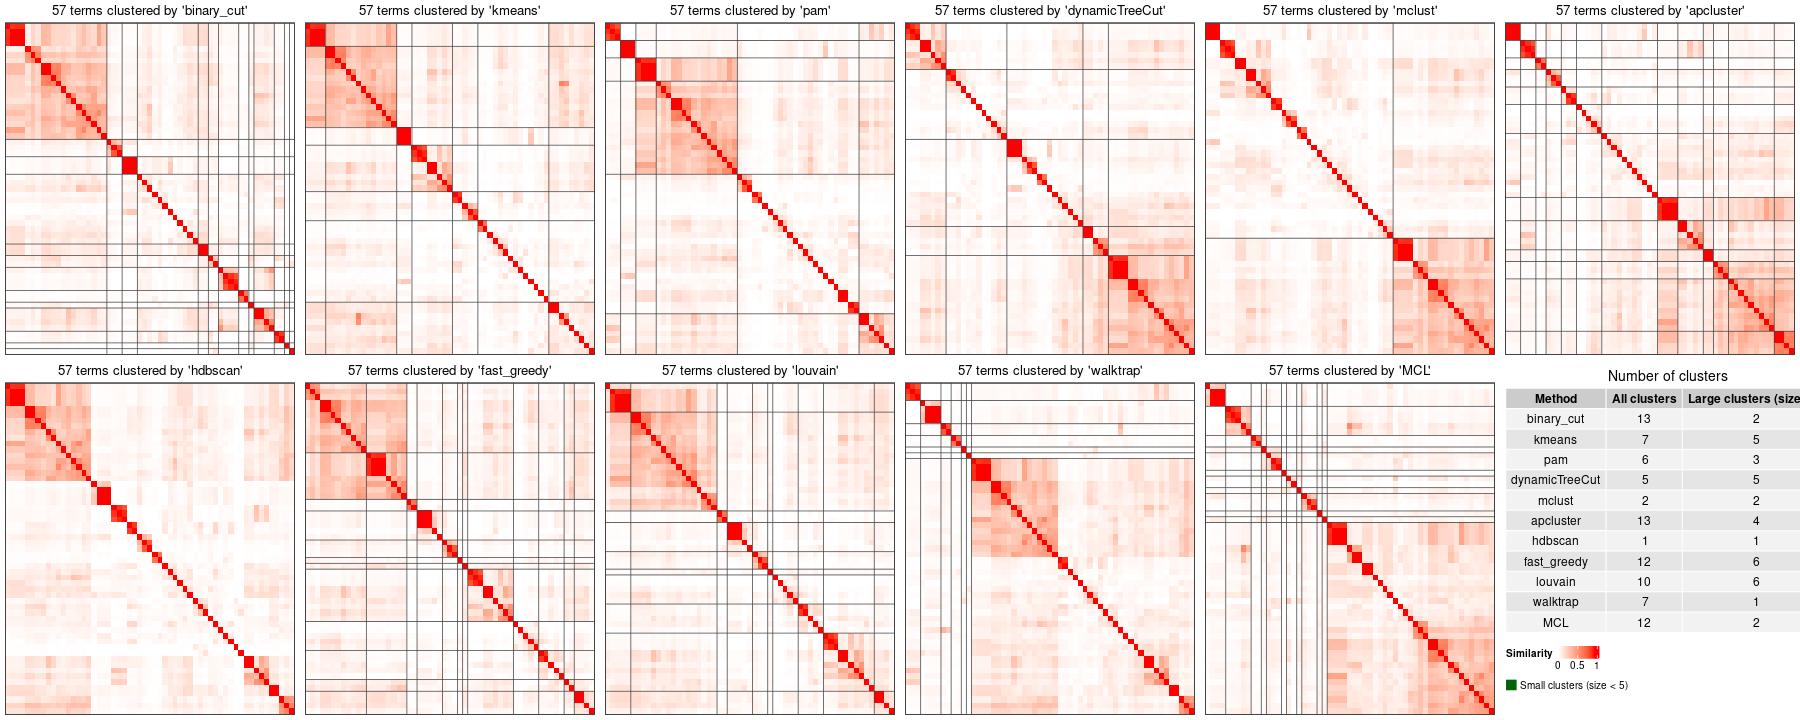 57 terms clustered by 'binary_cut'
57 terms clustered by 'kmeans'
57 terms clustered by 'pam'
57 terms clustered by 'dynamicTreeCut'
57 terms clustered by 'mclust'
57 terms clustered by 'apcluster'
57 terms clustered by 'hdbscan'
57 terms clustered by 'fast_greedy'
57 terms clustered by 'louvain'
57 terms clustered by 'walktrap'
57 terms clustered by 'MCL'
Number of clusters
Method All clusters Large clusters (size
binary_cut 13 2
kmeans 7 5
pam 6 3
dynamicTreeCut 5 5
mclust 2 2
apcluster 13 4
hdbscan 1 1
fast_greedy 12 6
louvain 10 6
walktrap 7 1
MCL 12 2
Similarity
0 0.5 1
Small clusters (size < 5)